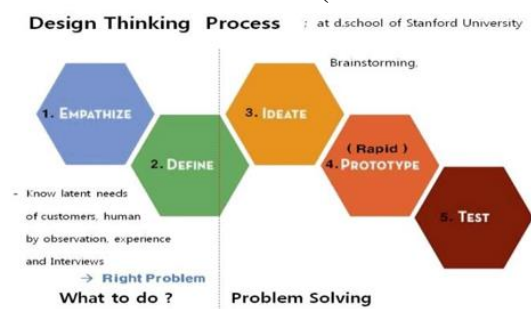 Design Thinking Process ; at d.school of Stanford University
Brainstorming.
1. EMPATHIZE
3. IDEATE
2. DEFINE
( Rapid )
4. PROTOTYPE
5. TEST
- Know latent needs
of customers, human
by observation, experience
and Interviews
→ Right Problem
What to do ? Problem Solving